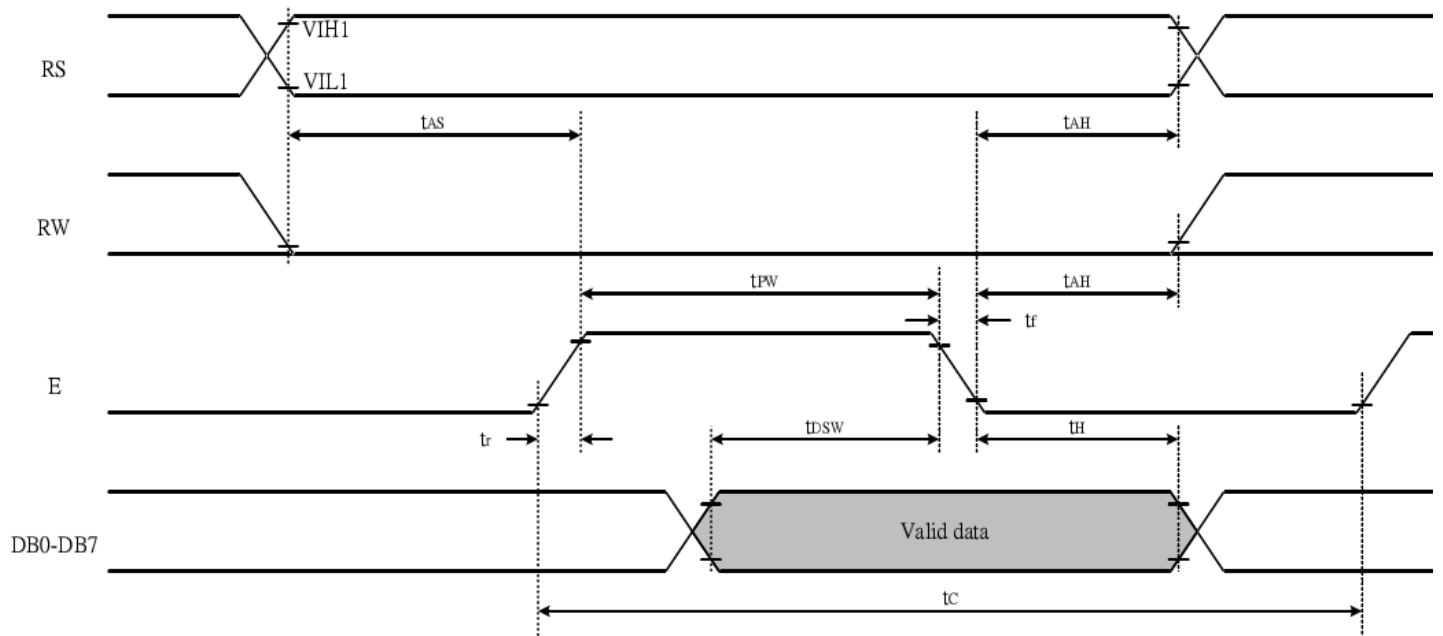 VIH1
RS
VIL1
tAS
tAH
RW
tPW
tAH
tf
E
tr
tDSW
tH
DB0-DB7
Valid data
tC